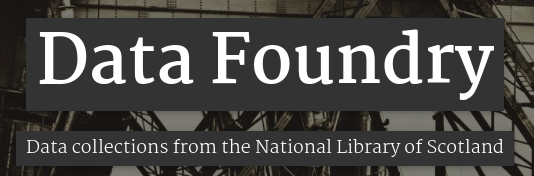 Data Foundry
Data collections from the National Library of Scotland